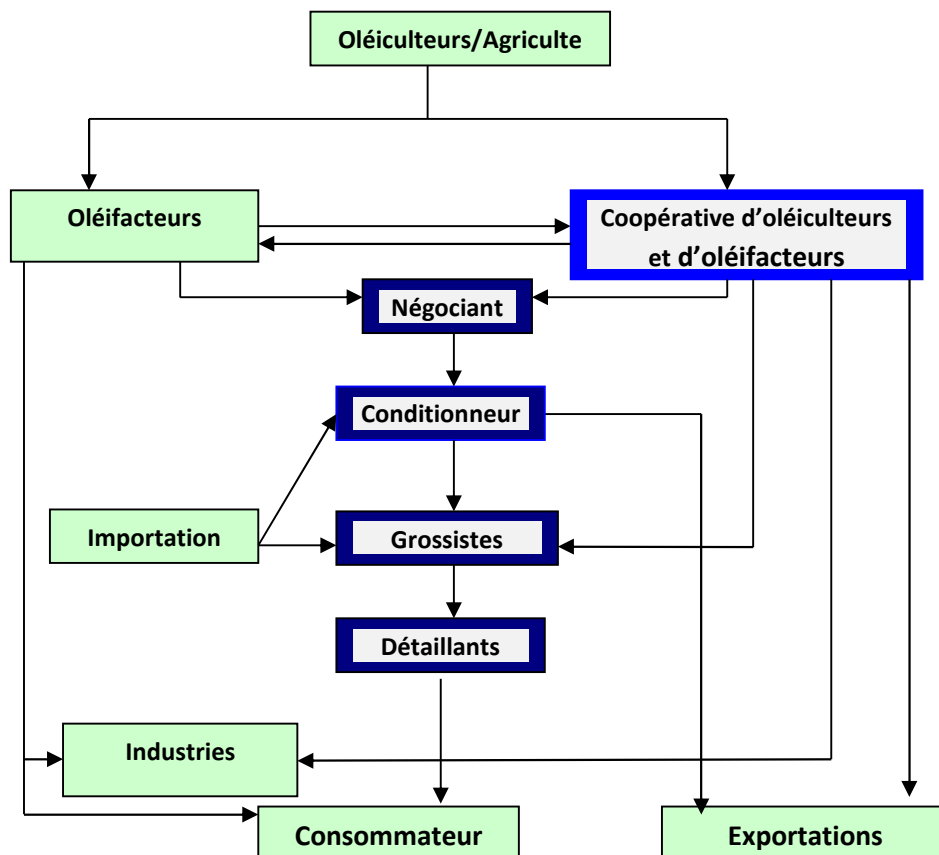 Oléiculteurs/Agriculte
Oléifacteurs
Coopérative d’oléiculteurs
et d’oléifacteurs
Négociant
Conditionneur
Importation
Grossistes
Détaillants
Industries
Consommateur
Exportations